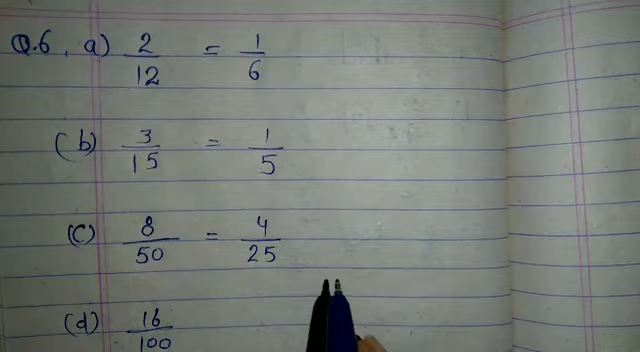 Q.6, a) 2/12 = 1/6
(b) 3/15 = 1/5
(c) 8/50 = 4/25
(d) 16/100